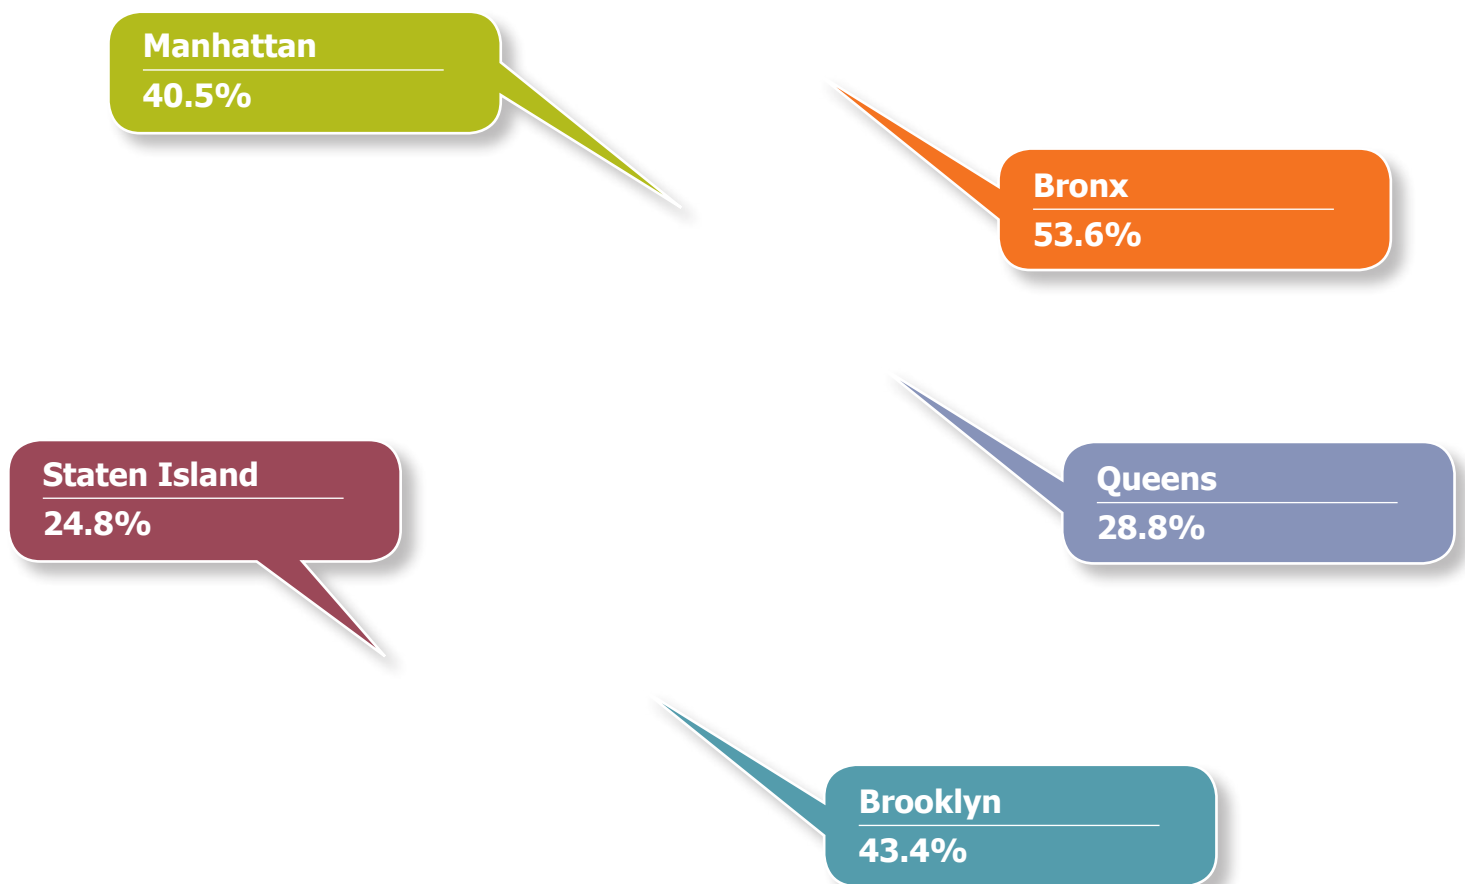 Manhattan
40.5%
Bronx
53.6%
Staten Island
24.8%
Queens
28.8%
Brooklyn
43.4%